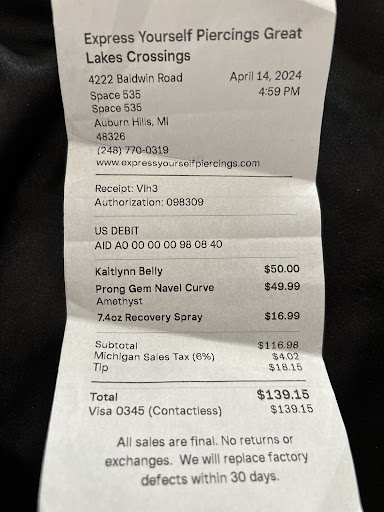 Express Yourself Piercings Great
Lakes Crossings
4222 Baldwin Road April 14, 2024
Space 535 4:59 PM
Space 535
Auburn Hills, MI
48326
(248) 770-0319
www.expressyourselfpiercings.com
Receipt: VIh3
Authorization: 098309
US DEBIT
AID A0 00 00 00 98 08 40
Kaitlynn Belly $50.00
Prong Gem Navel Curve $49.99
Amethyst
7.4oz Recovery Spray $16.99
Subtotal $116.98
Michigan Sales Tax (6%) $4.02
Tip $18.15
Total $139.15
Visa 0345 (Contactless) $139.15
All sales are final. No returns or
exchanges. We will replace factory
defects within 30 days.